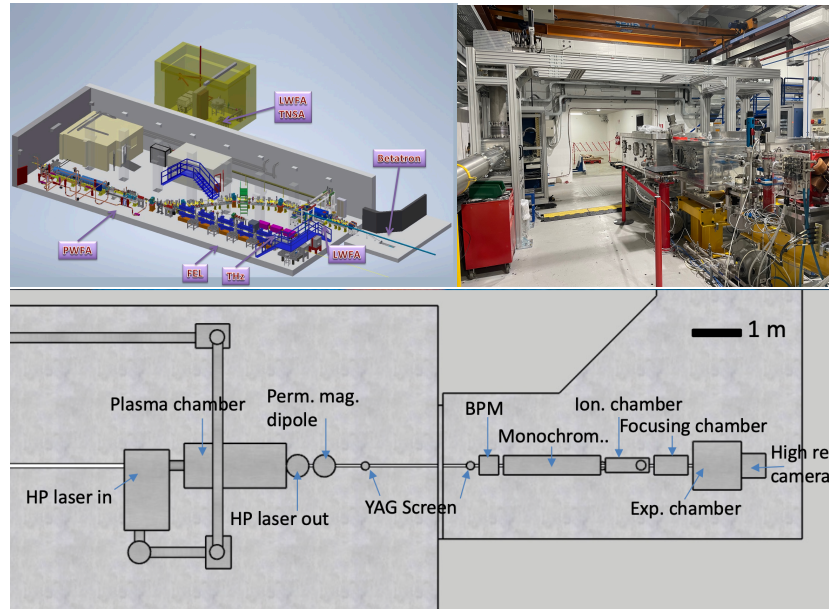 LWFA
TNSA
Betatron
PWFA
FEL
THz
LWFA
1 m
Plasma chamber
Perm. mag.
dipole
BPM
Ion. chamber
Focusing chamber
Monochrom..
HP laser in
HP laser out
YAG Screen
Exp. chamber
High re
camera